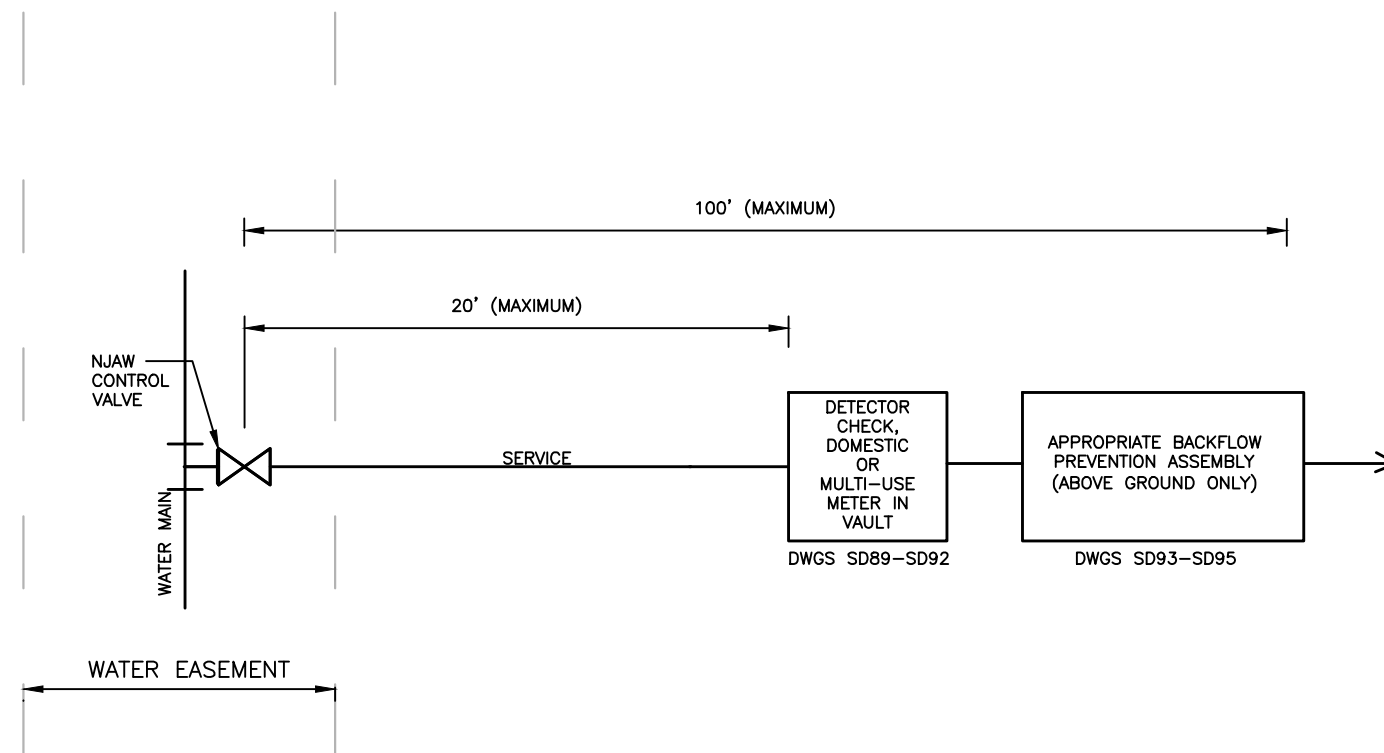 100' (MAXIMUM)
20' (MAXIMUM)
NJAW
CONTROL
VALVE
SERVICE
WATER MAIN
DETECTOR
CHECK,
DOMESTIC
OR
MULTI-USE
METER IN
VAULT
DWGS SD89-SD92
APPROPRIATE BACKFLOW
PREVENTION ASSEMBLY
(ABOVE GROUND ONLY)
DWGS SD93-SD95
WATER EASEMENT